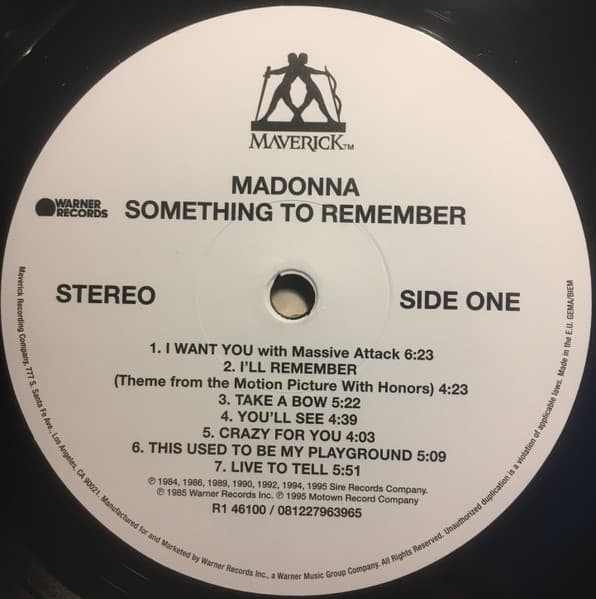 MAVERICK™
MADONNA
WARNER
RECORDS
SOMETHING TO REMEMBER
STEREO
SIDE ONE
1. I WANT YOU with Massive Attack 6:23
2. I'LL REMEMBER
(Theme from the Motion Picture With Honors) 4:23
3. TAKE A BOW 5:22
4. YOU'LL SEE 4:39
5. CRAZY FOR YOU 4:03
6. THIS USED TO BE MY PLAYGROUND 5:09
7. LIVE TO TELL 5:51
℗ 1984, 1986, 1989, 1990, 1992, 1994, 1995 Sire Records Company.
℗ 1985 Warner Records Inc. ℗ 1995 Motown Record Company
R1 46100 / 081227963965
Maverick Recording Company, 777 S. Santa Fe Ave., Los Angeles, CA 90021. Manufactured for and Marketed by Warner Records Inc., a Warner Music Group Company. All Rights Reserved. Unauthorized duplication is a violation of applicable laws. Made in the E.U. GEMA/BIEM